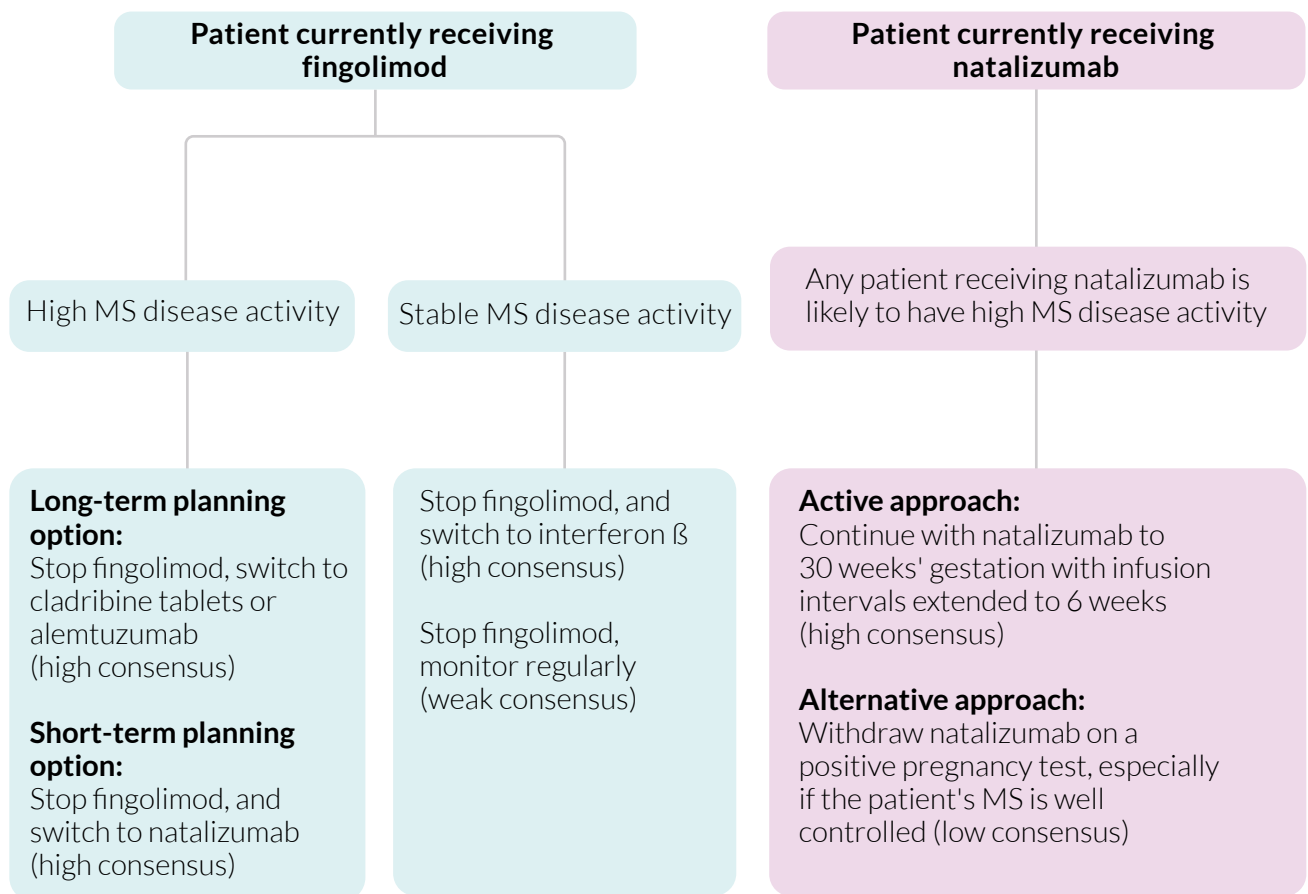 Patient currently receiving
fingolimod
Patient currently receiving
natalizumab
High MS disease activity
Stable MS disease activity
Any patient receiving natalizumab is
likely to have high MS disease activity
Long-term planning
option:
Stop fingolimod, switch to
cladribine tablets or
alemtuzumab
(high consensus)
Short-term planning
option:
Stop fingolimod, and
switch to natalizumab
(high consensus)
Stop fingolimod, and
switch to interferon ß
(high consensus)
Stop fingolimod,
monitor regularly
(weak consensus)
Active approach:
Continue with natalizumab to
30 weeks' gestation with infusion
intervals extended to 6 weeks
(high consensus)
Alternative approach:
Withdraw natalizumab on a
positive pregnancy test, especially
if the patient's MS is well
controlled (low consensus)